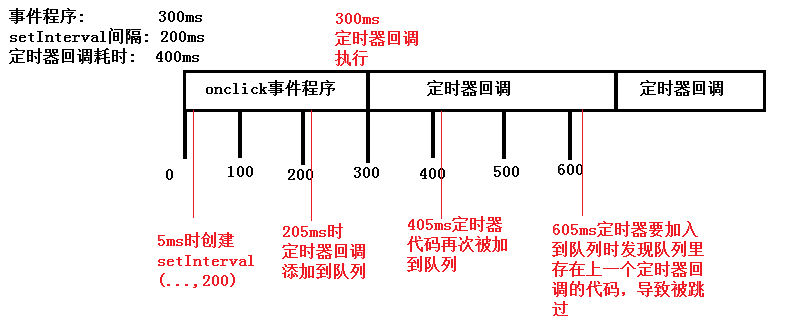 事件程序: 300ms
setInterval间隔: 200ms
定时器回调耗时: 400ms
300ms
定时器回调
执行
onclick事件程序
定时器回调
定时器回调
0
100
200
300
400
500
600
5ms时创建
setInterval
(...,200)
205ms时
定时器回调
添加到队列
405ms定时器
代码再次被加
到队列
605ms定时器要加入
到队列时发现队列里
存在上一个定时器回
调的代码，导致被跳
过